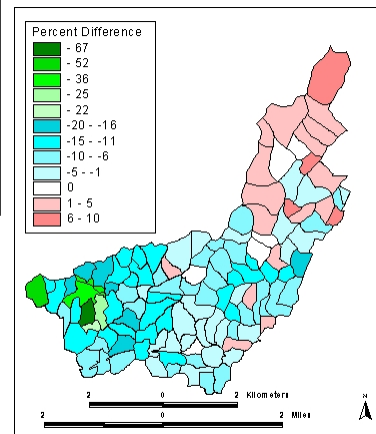 Percent Difference
- 67
- 52
- 36
- 25
- 22
-20 - -16
-15 - -11
-10 - -6
-5 - -1
0
1 - 5
6 - 10
2 0 2 Kilometers
2 0 2 Miles
N